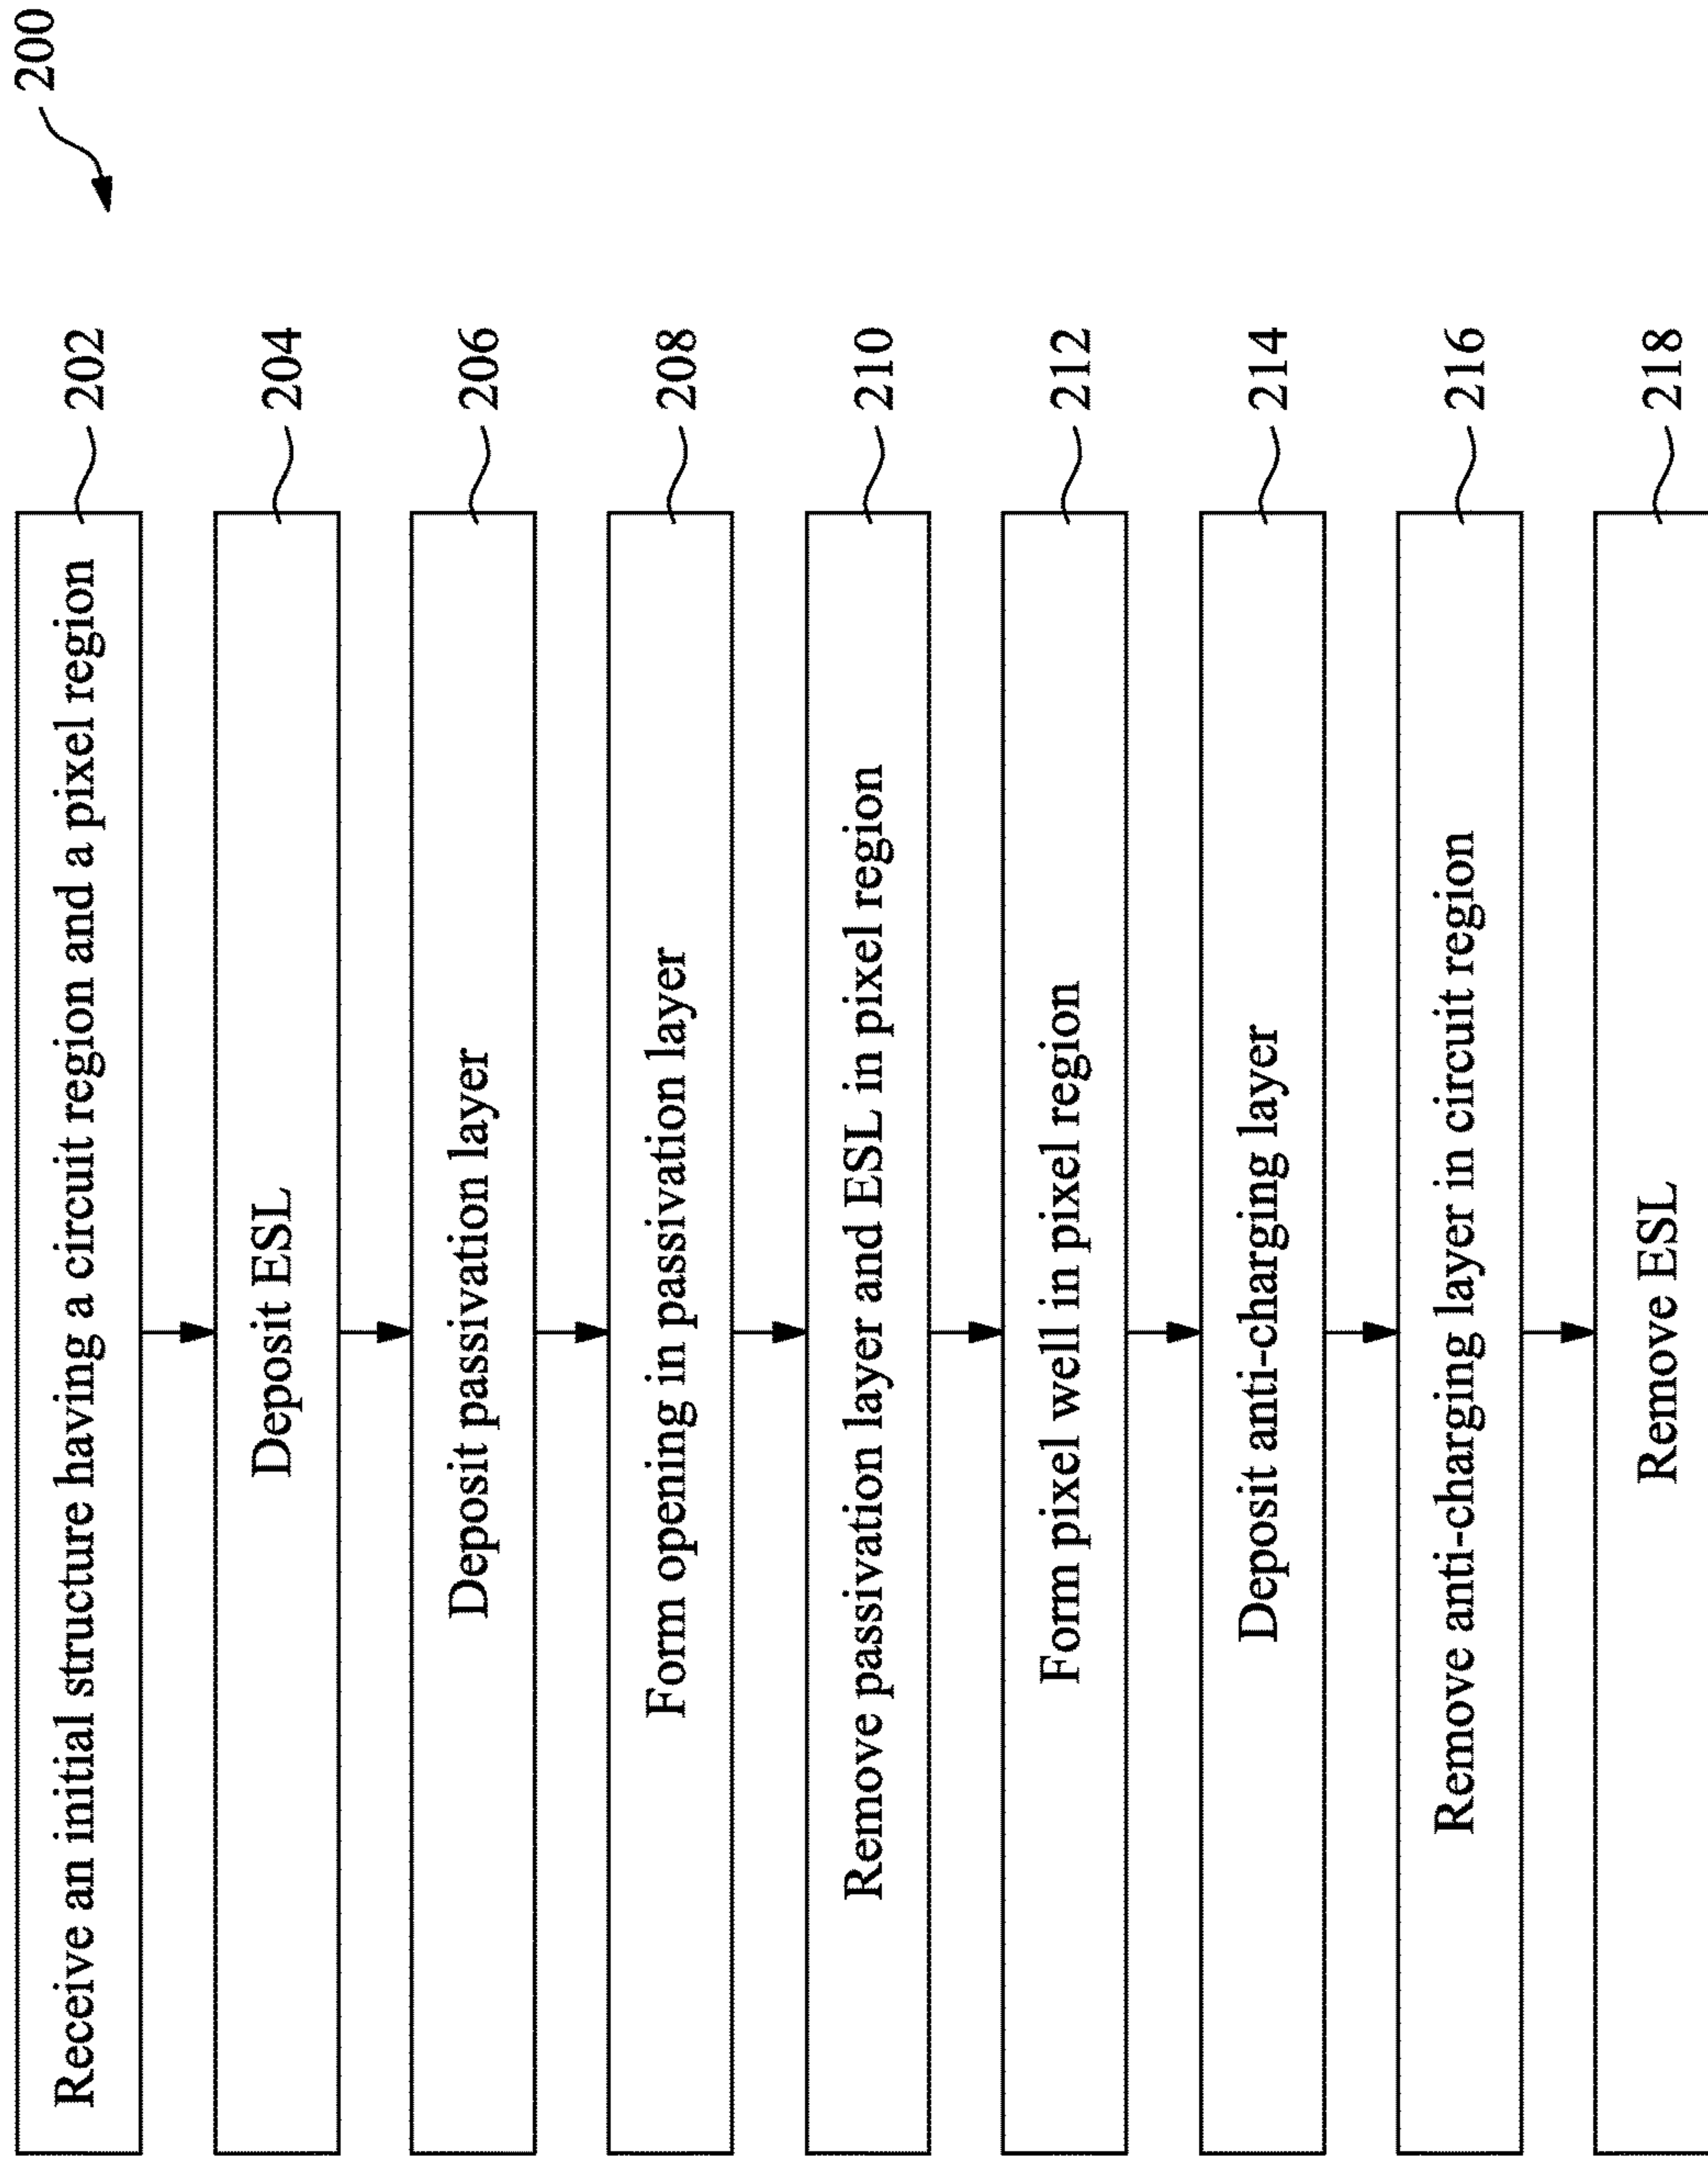 200
Receive an initial structure having a circuit region and a pixel region 202
Deposit ESL 204
Deposit passivation layer 206
Form opening in passivation layer 208
Remove passivation layer and ESL in pixel region 210
Form pixel well in pixel region 212
Deposit anti-charging layer 214
Remove anti-charging layer in circuit region 216
Remove ESL 218